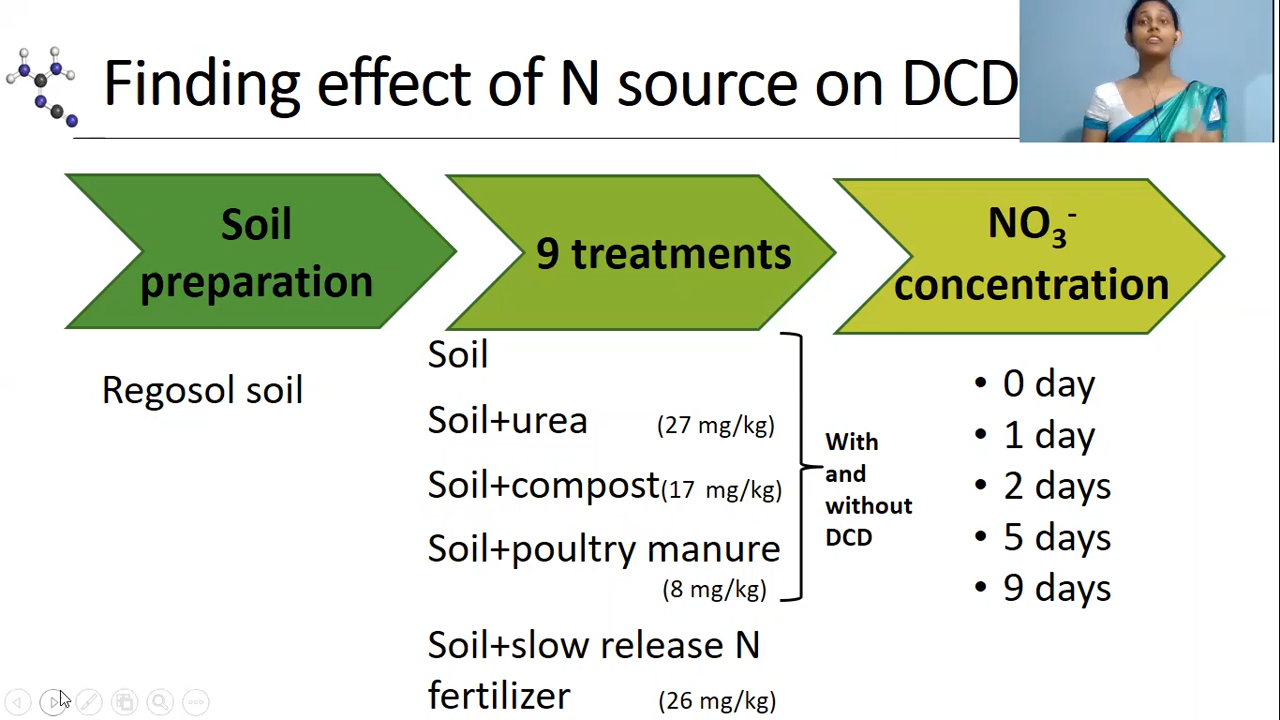 Finding effect of N source on DCD
Soil
preparation
9 treatments
NO₃⁻
concentration
Regosol soil
Soil
Soil+urea (27 mg/kg)
Soil+compost(17 mg/kg)
Soil+poultry manure
(8 mg/kg)
Soil+slow release N
fertilizer (26 mg/kg)
With
and
without
DCD
• 0 day
• 1 day
• 2 days
• 5 days
• 9 days